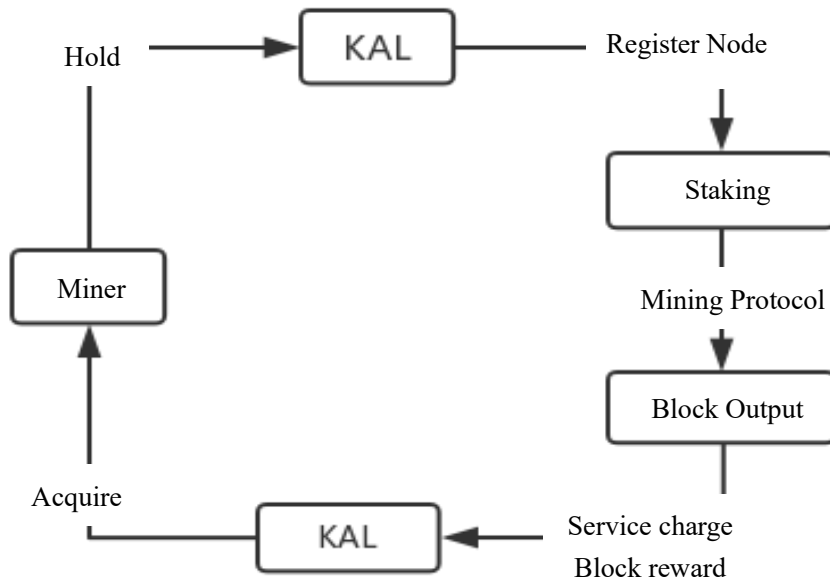 Hold
KAL
Register Node
Staking
Miner
Mining Protocol
Block Output
Acquire
KAL
Service charge
Block reward